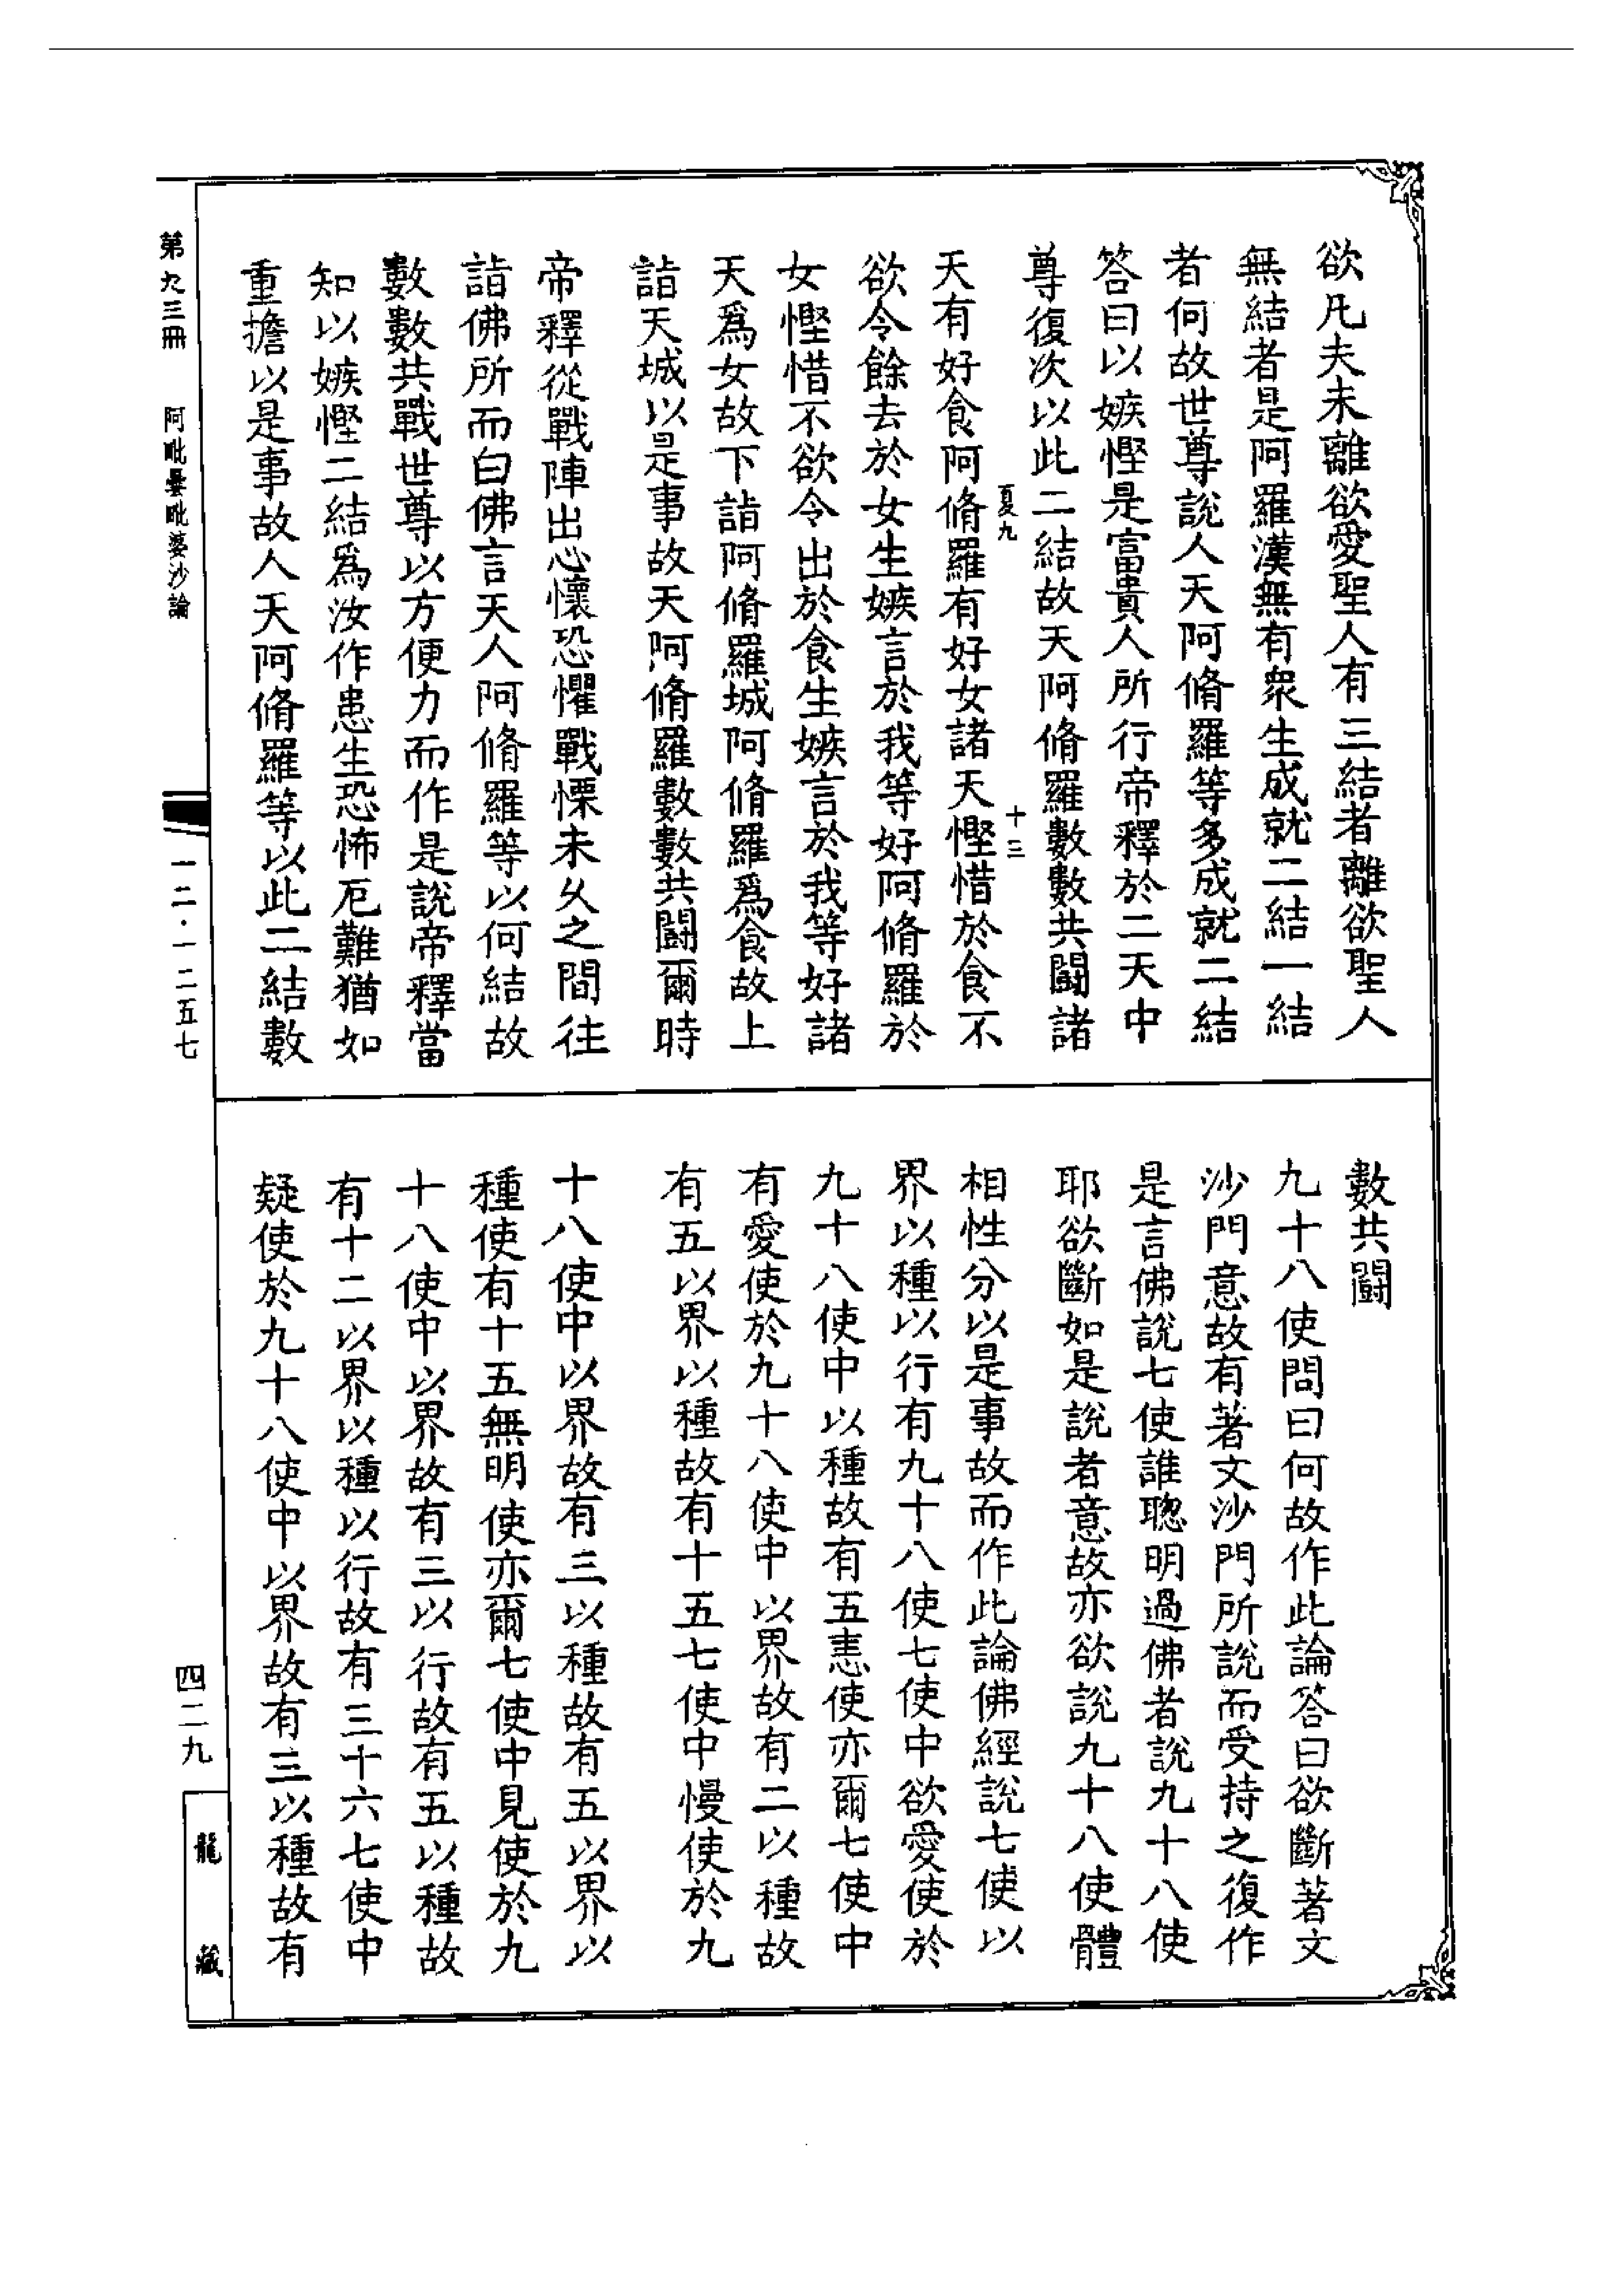 欲凡夫未離欲愛聖人有三結者離欲聖人
無結者是阿羅漢無有衆生成就二結一結
者何故世尊説人天阿脩羅等多成就二結
答曰以嫉慳是富貴人所行帝釋於二天中
尊復次以此二結故天阿脩羅數數共鬪諸
夏九
十三
天有好食阿脩羅有好女諸天慳惜於食不
欲令餘去於女生嫉言於我等好阿脩羅於
女慳惜不欲令出於食生嫉言於我等好諸
天爲女故下詣阿脩羅城阿脩羅爲食故上
詣天城以是事故天阿脩羅數數共鬪爾時
帝釋從戰陣出心懷恐懼戰慄未久之間往
詣佛所而白佛言天人阿脩羅等以何結故
數數共戰世尊以方便力而作是説帝釋當
知以嫉慳二結爲汝作患生恐怖厄難猶如
重擔以是事故人天阿脩羅等以此二結數
數共鬪
九十八使問曰何故作此論答曰欲斷著文
沙門意故有著文沙門所説而受持之復作
是言佛説七使誰聰明過佛者説九十八使
耶欲斷如是説者意故亦欲説九十八使體
相性分以是事故而作此論佛經説七使以
界以種以行有九十八使七使中欲愛使於
九十八使中以種故有五恚使亦爾七使中
有愛使於九十八使中以界故有二以種故
有五以界以種故有十五七使中慢使於九
十八使中以界故有三以種故有五以界以
種使有十五無明使亦爾七使中見使於九
十八使中以界故有三以行故有五以種故
有十二以界以種以行故有三十六七使中
疑使於九十八使中以界故有三以種故有
第九三冊 阿毗曇毗婆沙論
一二·一二五七
四二九
龍藏